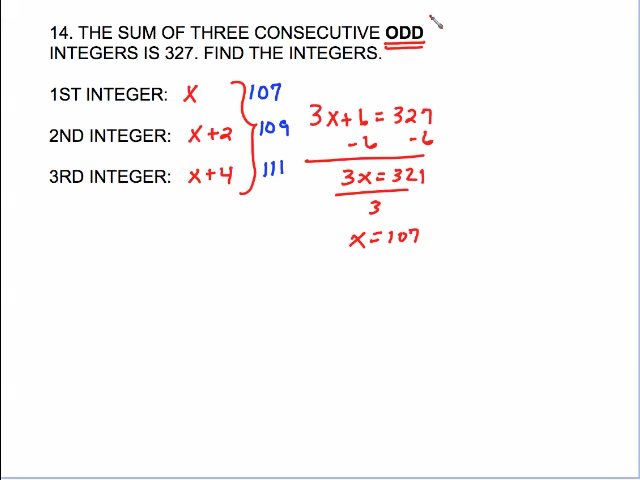 14. THE SUM OF THREE CONSECUTIVE ODD
INTEGERS IS 327. FIND THE INTEGERS.
1ST INTEGER: x 107
2ND INTEGER: x+2 109
3RD INTEGER: x+4 111
3x+6=327
-6 -6
3x=321
3
x=107